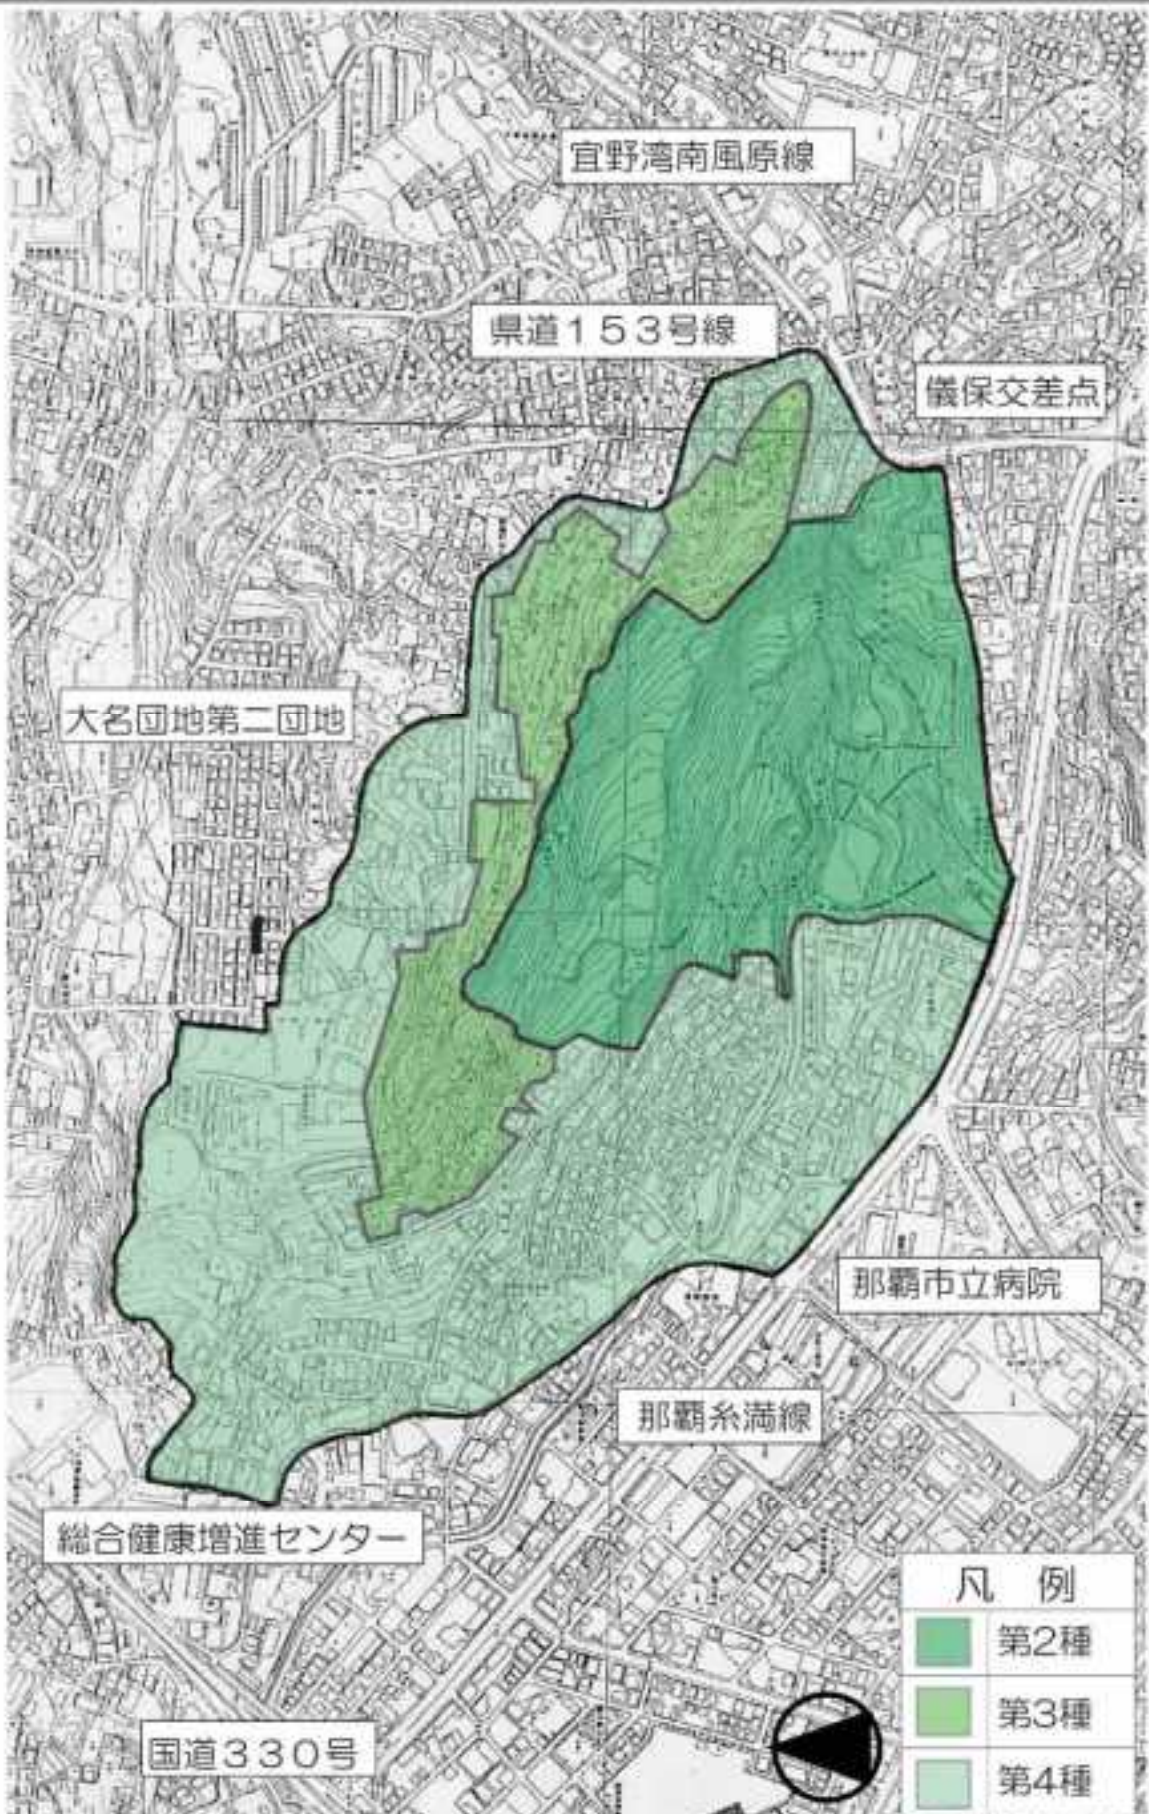 宜野湾南風原線
県道153号線
儀保交差点
大名団地第二団地
那覇市立病院
那覇糸満線
総合健康増進センター
国道330号
凡 例
第2種
第3種
第4種